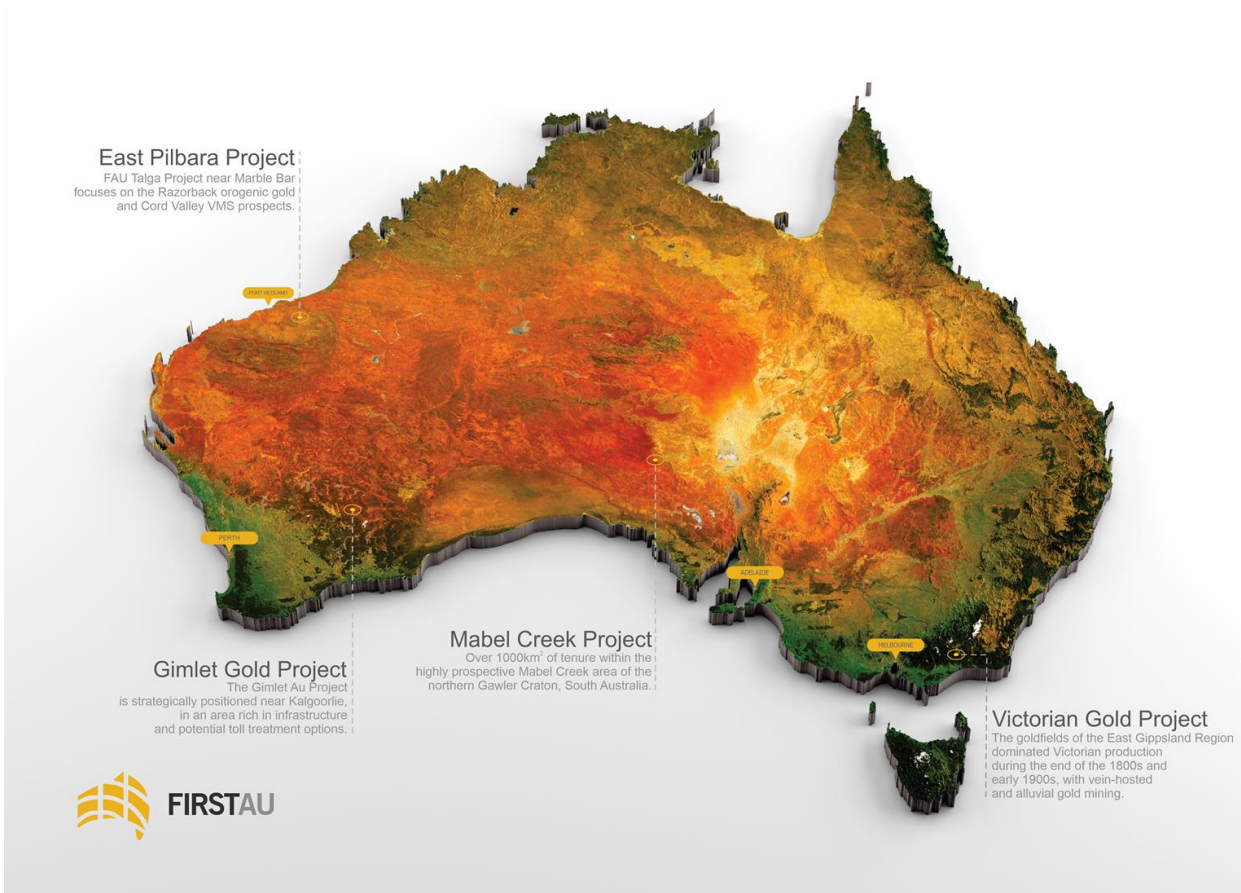 East Pilbara Project
FAU Talga Project near Marble Bar
focuses on the Razorback orogenic gold
and Cord Valley VMS prospects.
PORT HEDLAND
PERTH
ADELAIDE
MELBOURNE
Mabel Creek Project
Over 1000km² of tenure within the
highly prospective Mabel Creek area of the
northern Gawler Craton, South Australia.
Gimlet Gold Project
The Gimlet Au Project
is strategically positioned near Kalgoorlie,
in an area rich in infrastructure
and potential toll treatment options.
Victorian Gold Project
The goldfields of the East Gippsland Region
dominated Victorian production
during the end of the 1800s and
early 1900s, with vein-hosted
and alluvial gold mining.
FIRSTAU